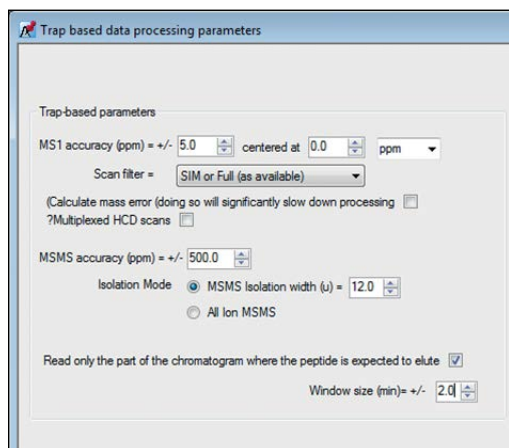 Trap based data processing parameters
Trap-based parameters
MS1 accuracy (ppm) = +/- 5.0 centered at 0.0 ppm
Scan filter = SIM or Full (as available)
(Calculate mass error (doing so will significantly slow down processing
?Multiplexed HCD scans
MSMS accuracy (ppm) = +/- 500.0
Isolation Mode MSMS Isolation width (u) = 12.0
All Ion MSMS
Read only the part of the chromatogram where the peptide is expected to elute
Window size (min)= +/- 2.0